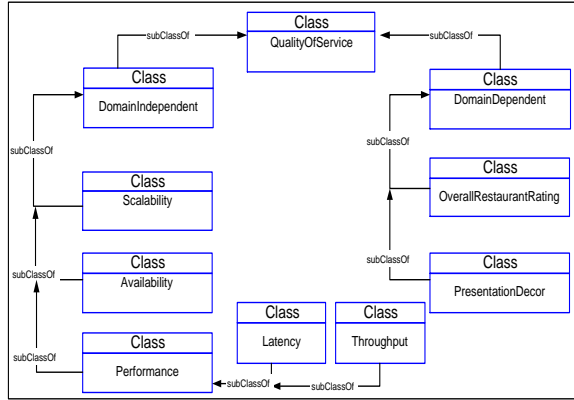 Class
QualityOfService
subClassOf
subClassOf
Class
DomainIndependent
Class
DomainDependent
subClassOf
subClassOf
Class
Scalability
Class
OverallRestaurantRating
subClassOf
subClassOf
Class
Availability
Class
PresentationDecor
Class
Latency
Class
Throughput
subClassOf
Class
Performance
subClassOf
subClassOf